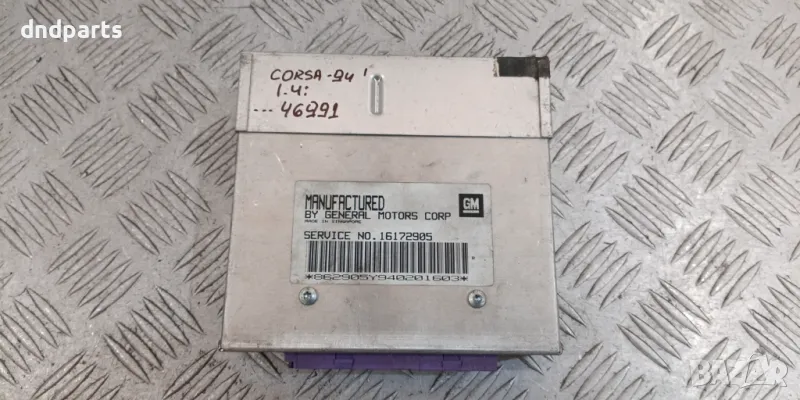 dndparts
CORSA-94'
1.4i
---46991
MANUFACTURED
BY GENERAL MOTORS CORP
MADE IN SINGAPORE
GM
SERVICE NO.16172905
*862905Y940201603*
BAZAR